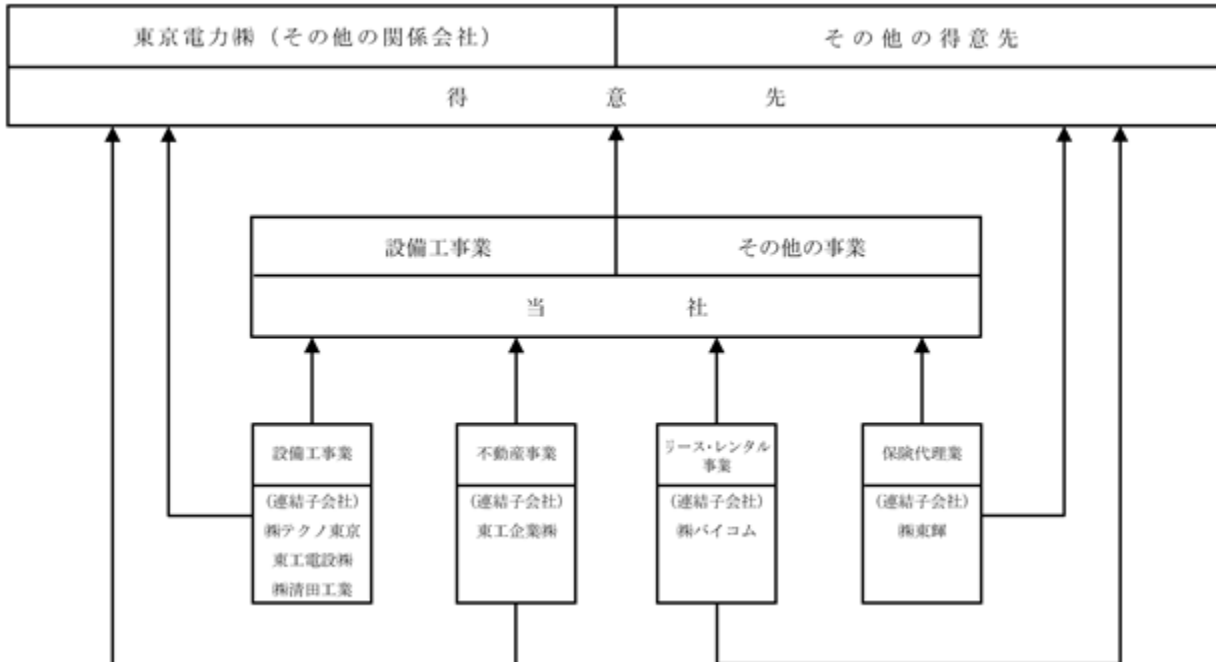 東京電力㈱（その他の関係会社）
その他の得意先
得意先
設備工事業
その他の事業
当社
設備工事業
(連結子会社)
㈱テクノ東京
東工電設㈱
㈱清田工業
不動産事業
(連結子会社)
東工企業㈱
リース・レンタル
事業
(連結子会社)
㈱バイコム
保険代理業
(連結子会社)
㈱東輝